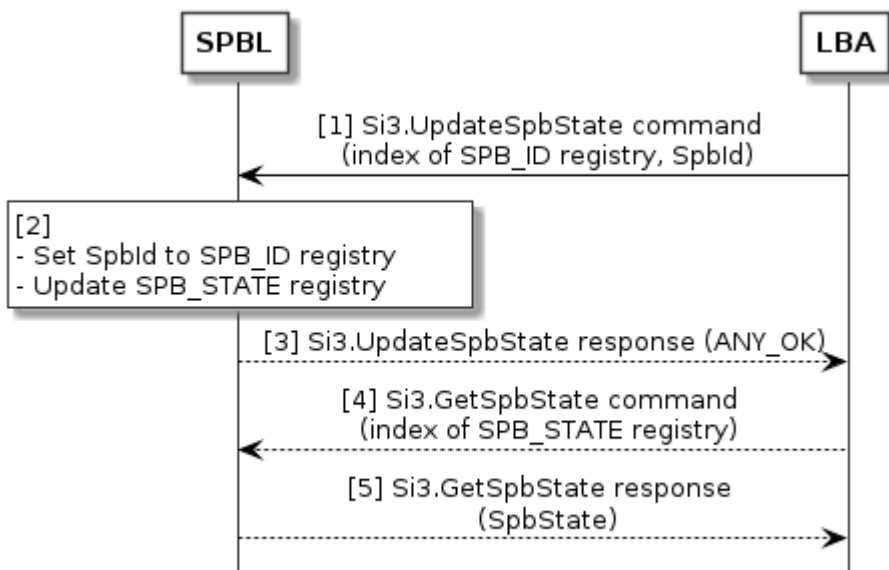 SPBL
LBA
[1] Si3.UpdateSpbState command
(index of SPB_ID registry, SpbId)
[2]
- Set SpbId to SPB_ID registry
- Update SPB_STATE registry
[3] Si3.UpdateSpbState response (ANY_OK)
[4] Si3.GetSpbState command
(index of SPB_STATE registry)
[5] Si3.GetSpbState response
(SpbState)